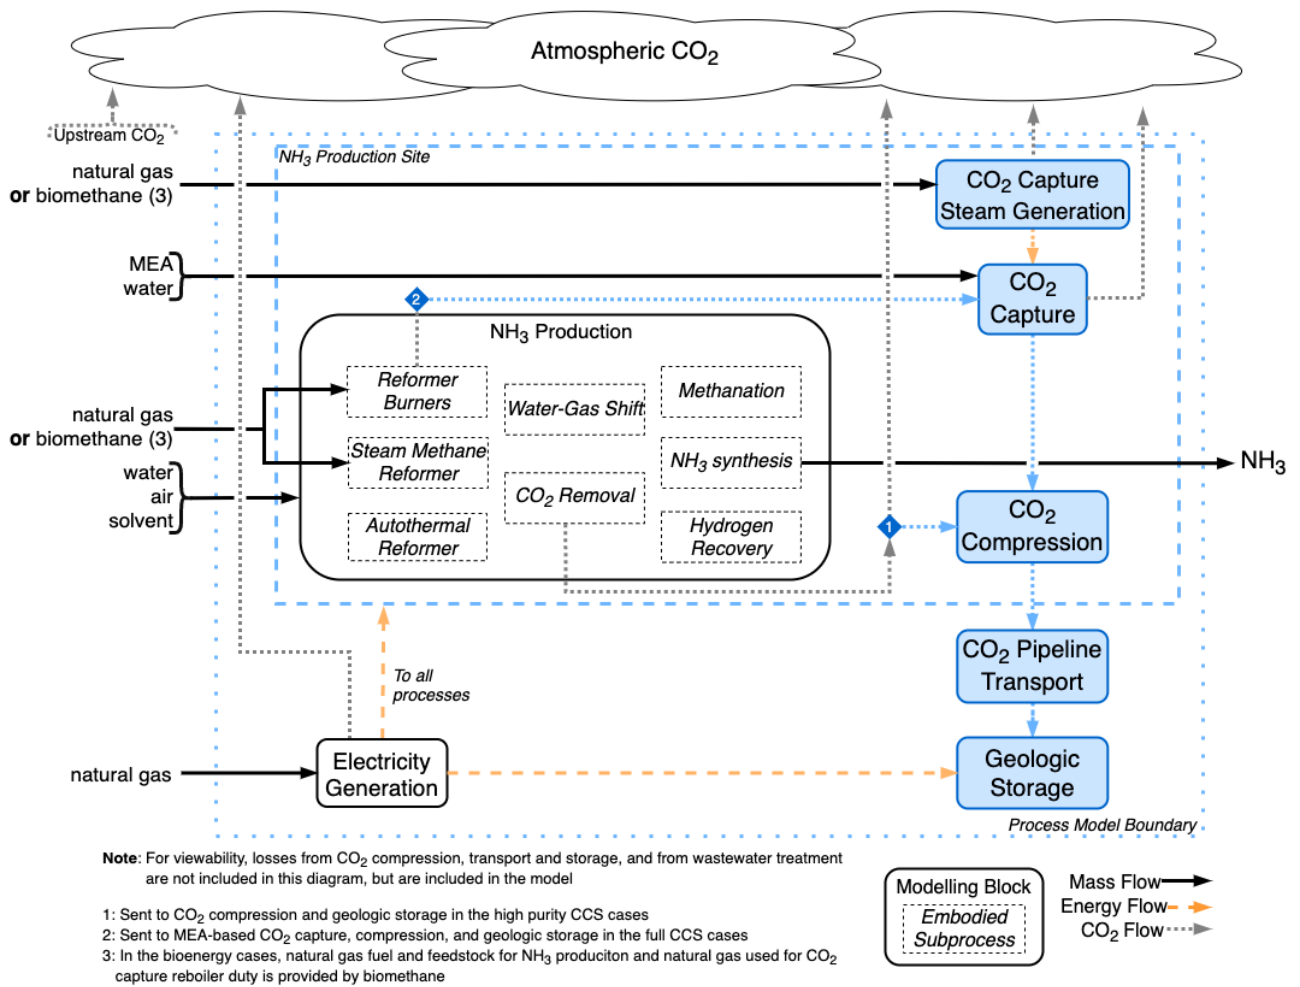 Atmospheric CO2
Upstream CO2
NH3 Production Site
natural gas
or biomethane (3)
CO2 Capture
Steam Generation
MEA
water
2
CO2
Capture
NH3 Production
Reformer
Burners
Water-Gas Shift
Methanation
natural gas
or biomethane (3)
Steam Methane
Reformer
NH3 synthesis
NH3
water
air
solvent
CO2 Removal
Autothermal
Reformer
Hydrogen
Recovery
1
CO2
Compression
CO2 Pipeline
Transport
To all
processes
natural gas
Electricity
Generation
Geologic
Storage
Process Model Boundary
Note: For viewability, losses from CO2 compression, transport and storage, and from wastewater treatment
are not included in this diagram, but are included in the model
1: Sent to CO2 compression and geologic storage in the high purity CCS cases
2: Sent to MEA-based CO2 capture, compression, and geologic storage in the full CCS cases
3: In the bioenergy cases, natural gas fuel and feedstock for NH3 produciton and natural gas used for CO2
capture reboiler duty is provided by biomethane
Modelling Block
Embodied
Subprocess
Mass Flow
Energy Flow
CO2 Flow